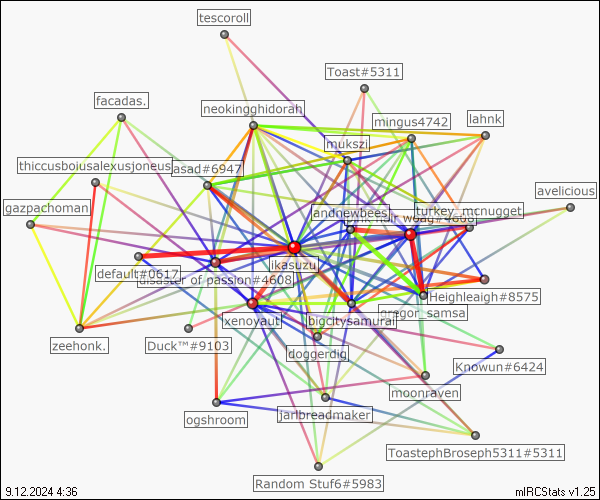 tescoroll
Toast#5311
facadas.
neokingghidorah
mingus4742
lahnk
mukszi
thiccusboiusalexusjoneus
asad#6947
avelicious
gazpachoman
andnewbees
turkey_mcnugget
ikasuzu
default#0617
disaster of passion#4608
Heighleaigh#8575
xenoyaut
bigcitysamurai
gregor_samsa
zeehonk.
Duck™#9103
doggerdig
Knowun#6424
moonraven
ogshroom
jarlbreadmaker
ToastephBroseph5311#5311
Random Stuf6#5983
9.12.2024 4:36
mIRCStats v1.25